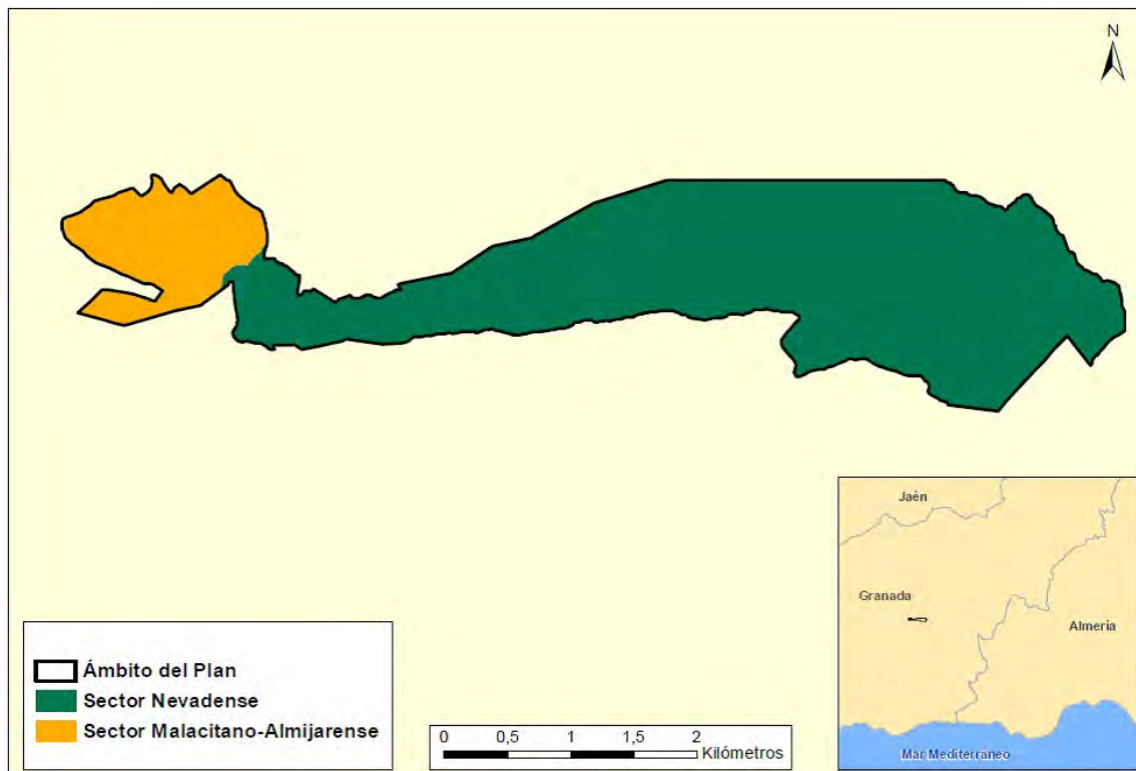 N
Jaén
Granada
Almeria
Mar Mediterráneo
Ámbito del Plan
Sector Nevadense
Sector Malacitano-Almijarense
0 0,5 1 1,5 2
Kilómetros